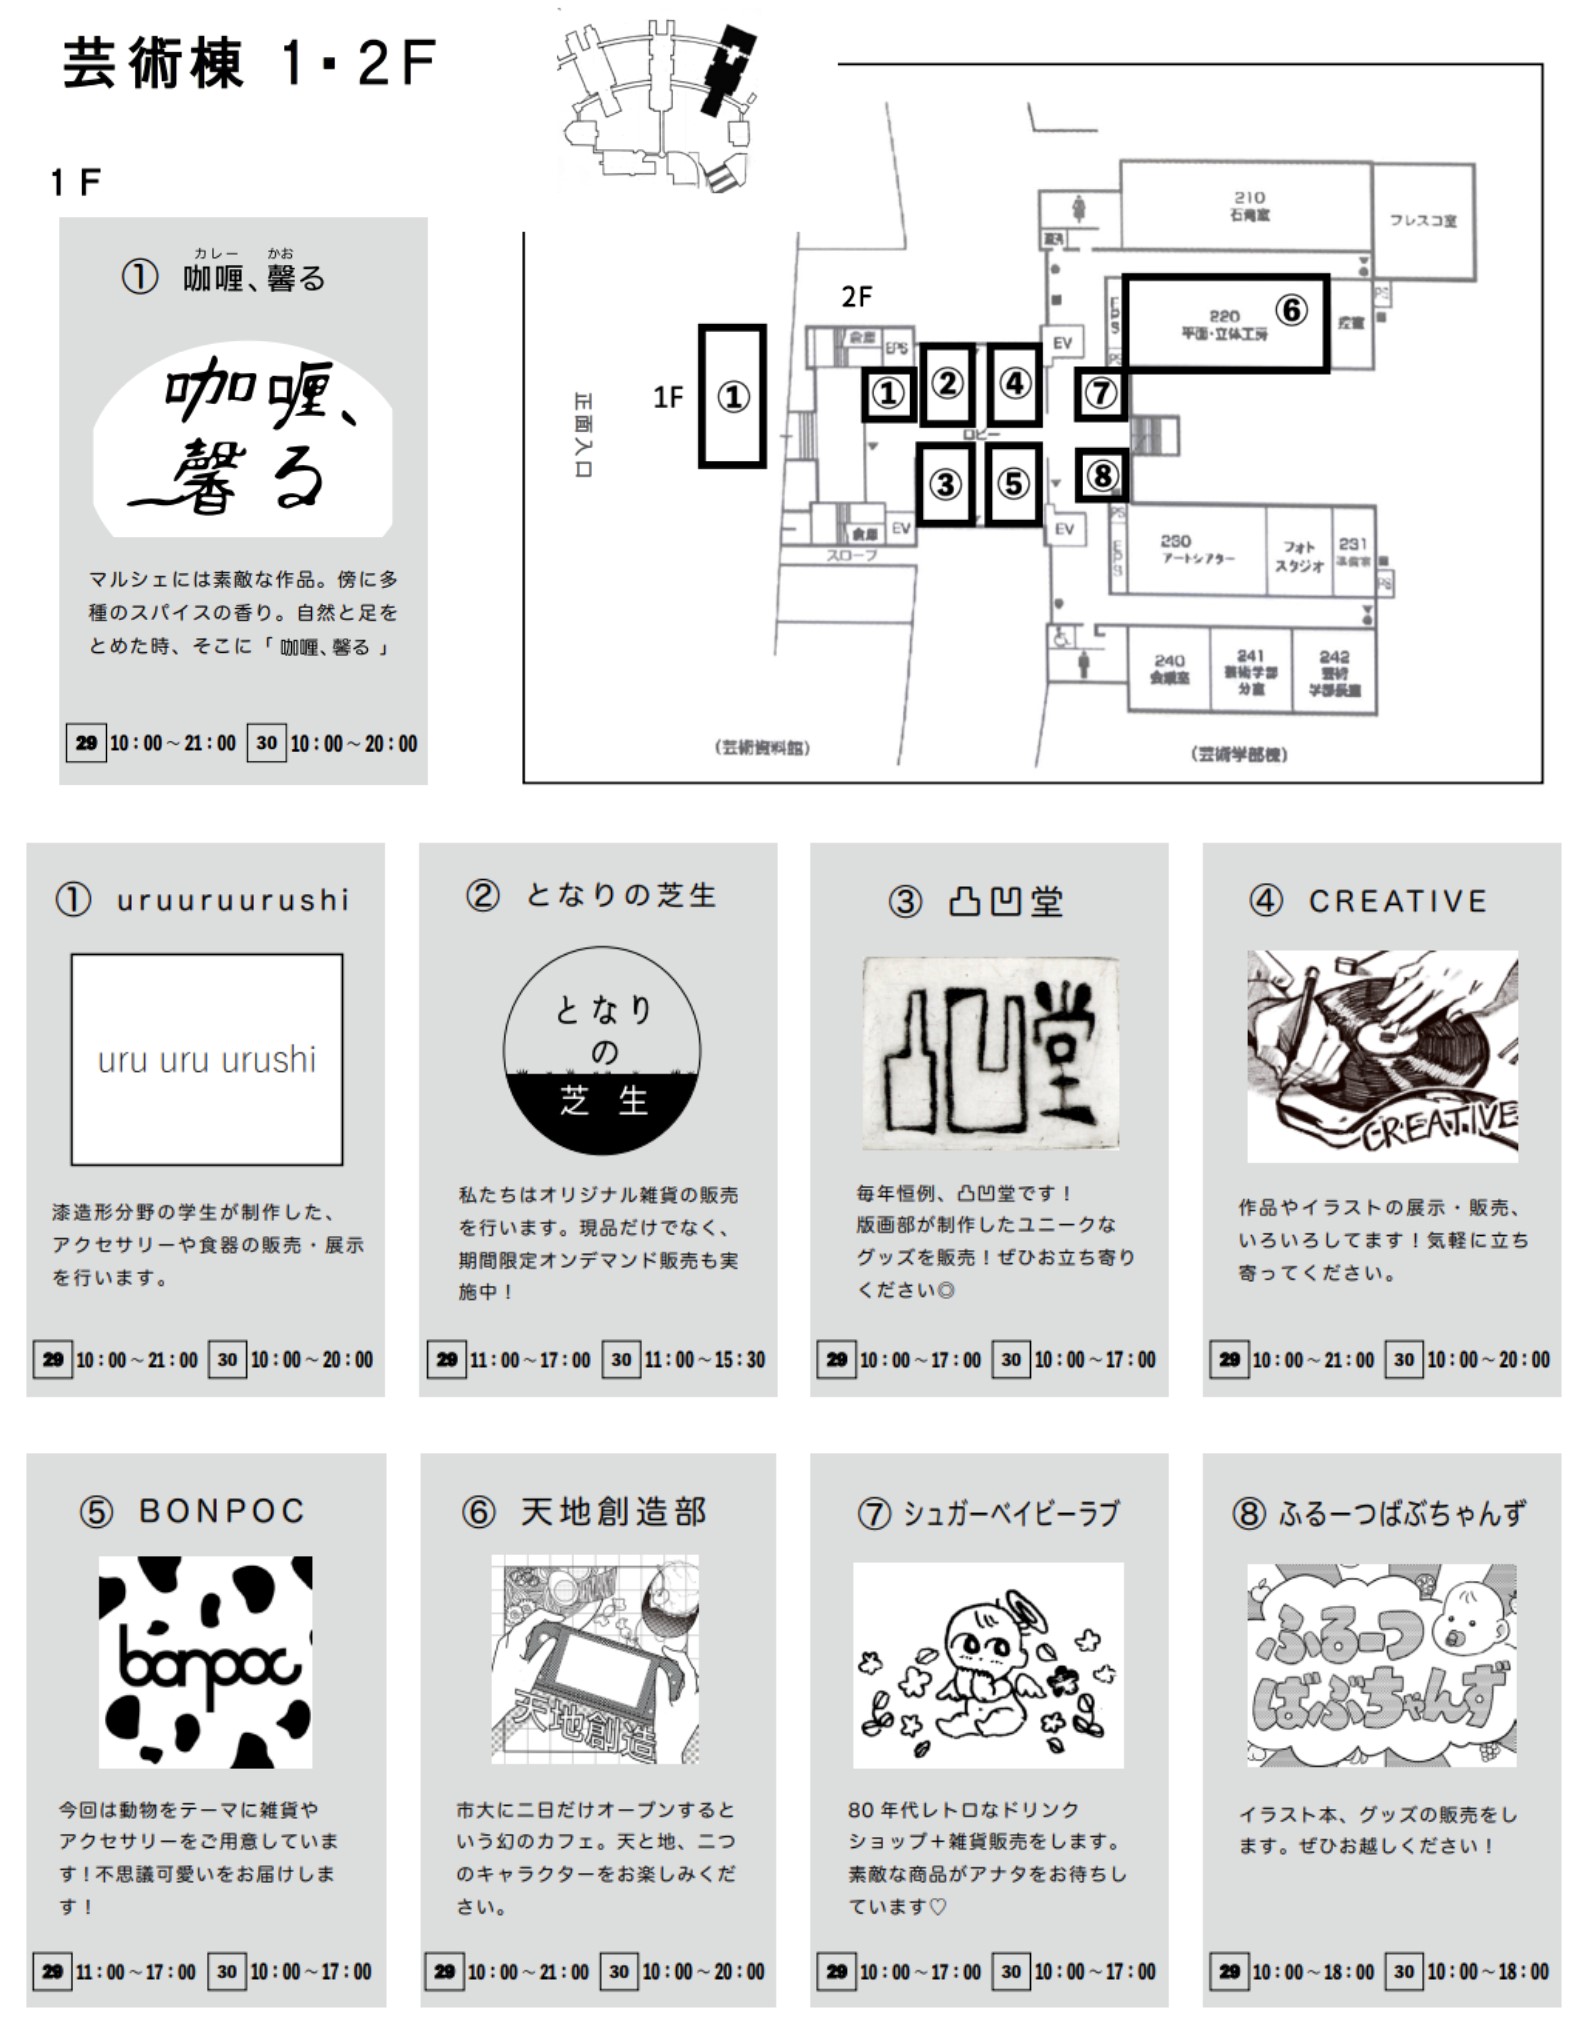 芸術棟 1・2F
1F
カレー かお
① 咖喱、馨る
咖喱、
馨る
マルシェには素敵な作品。傍に多
種のスパイスの香り。自然と足を
とめた時、そこに「 咖喱、馨る 」
29 10:00～21:00 30 10:00～20:00
2F
1F
正面入口
①
①
②
③
④
⑤
⑥
⑦
⑧
倉庫
EPS
EV
ロビー
倉庫
EV
スロープ
(芸術資料館)
210
石膏室
フレスコ室
EV
EPS
PS
220
平面・立体工房
控室
PS
EV
PS
EPS
230
アートシアター
フォト
スタジオ
231
準備室
PS
240
会議室
241
芸術学部
分室
242
芸術
学部長室
(芸術学部棟)
① uruuruurushi
uru uru urushi
漆造形分野の学生が制作した、
アクセサリーや食器の販売・展示
を行います。
29 10:00～21:00 30 10:00～20:00
② となりの芝生
となり
の
芝生
私たちはオリジナル雑貨の販売
を行います。現品だけでなく、
期間限定オンデマンド販売も実
施中！
29 11:00～17:00 30 11:00～15:30
③ 凸凹堂
凸凹堂
毎年恒例、凸凹堂です！
版画部が制作したユニークな
グッズを販売！ぜひお立ち寄り
ください◎
29 10:00～17:00 30 10:00～17:00
④ CREATIVE
CREATIVE
作品やイラストの展示・販売、
いろいろしてます！気軽に立ち
寄ってください。
29 10:00～21:00 30 10:00～20:00
⑤ BONPOC
bonpoc
今回は動物をテーマに雑貨や
アクセサリーをご用意していま
す！不思議可愛いをお届けしま
す！
29 11:00～17:00 30 10:00～17:00
⑥ 天地創造部
天地創造
市大に二日だけオープンすると
いう幻のカフェ。天と地、二つ
のキャラクターをお楽しみくだ
さい。
29 10:00～21:00 30 10:00～20:00
⑦ シュガーベイビーラブ
80 年代レトロなドリンク
ショップ＋雑貨販売をします。
素敵な商品がアナタをお待ちし
ています♡
29 10:00～17:00 30 10:00～17:00
⑧ ふるーつばぶちゃんず
ふるーつ
ばぶちゃんず
イラスト本、グッズの販売をし
ます。ぜひお越しください！
29 10:00～18:00 30 10:00～18:00